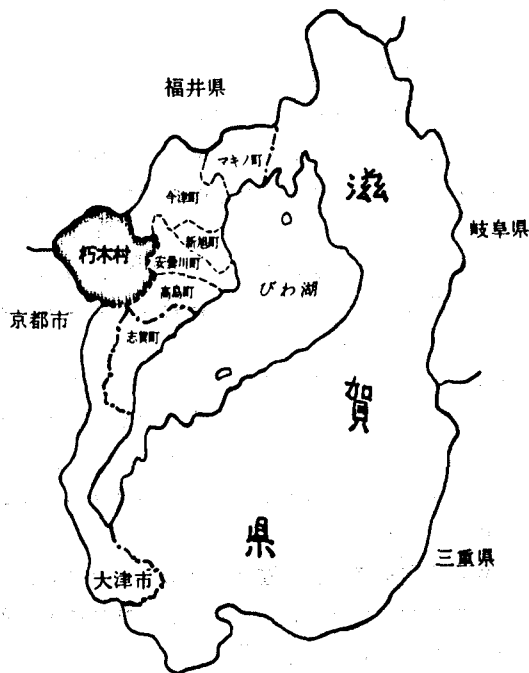 福井県
マキノ町
滋
今津町
岐阜県
新旭町
朽木村
安曇川町
びわ湖
高島町
京都市
志賀町
賀
県
三重県
大津市